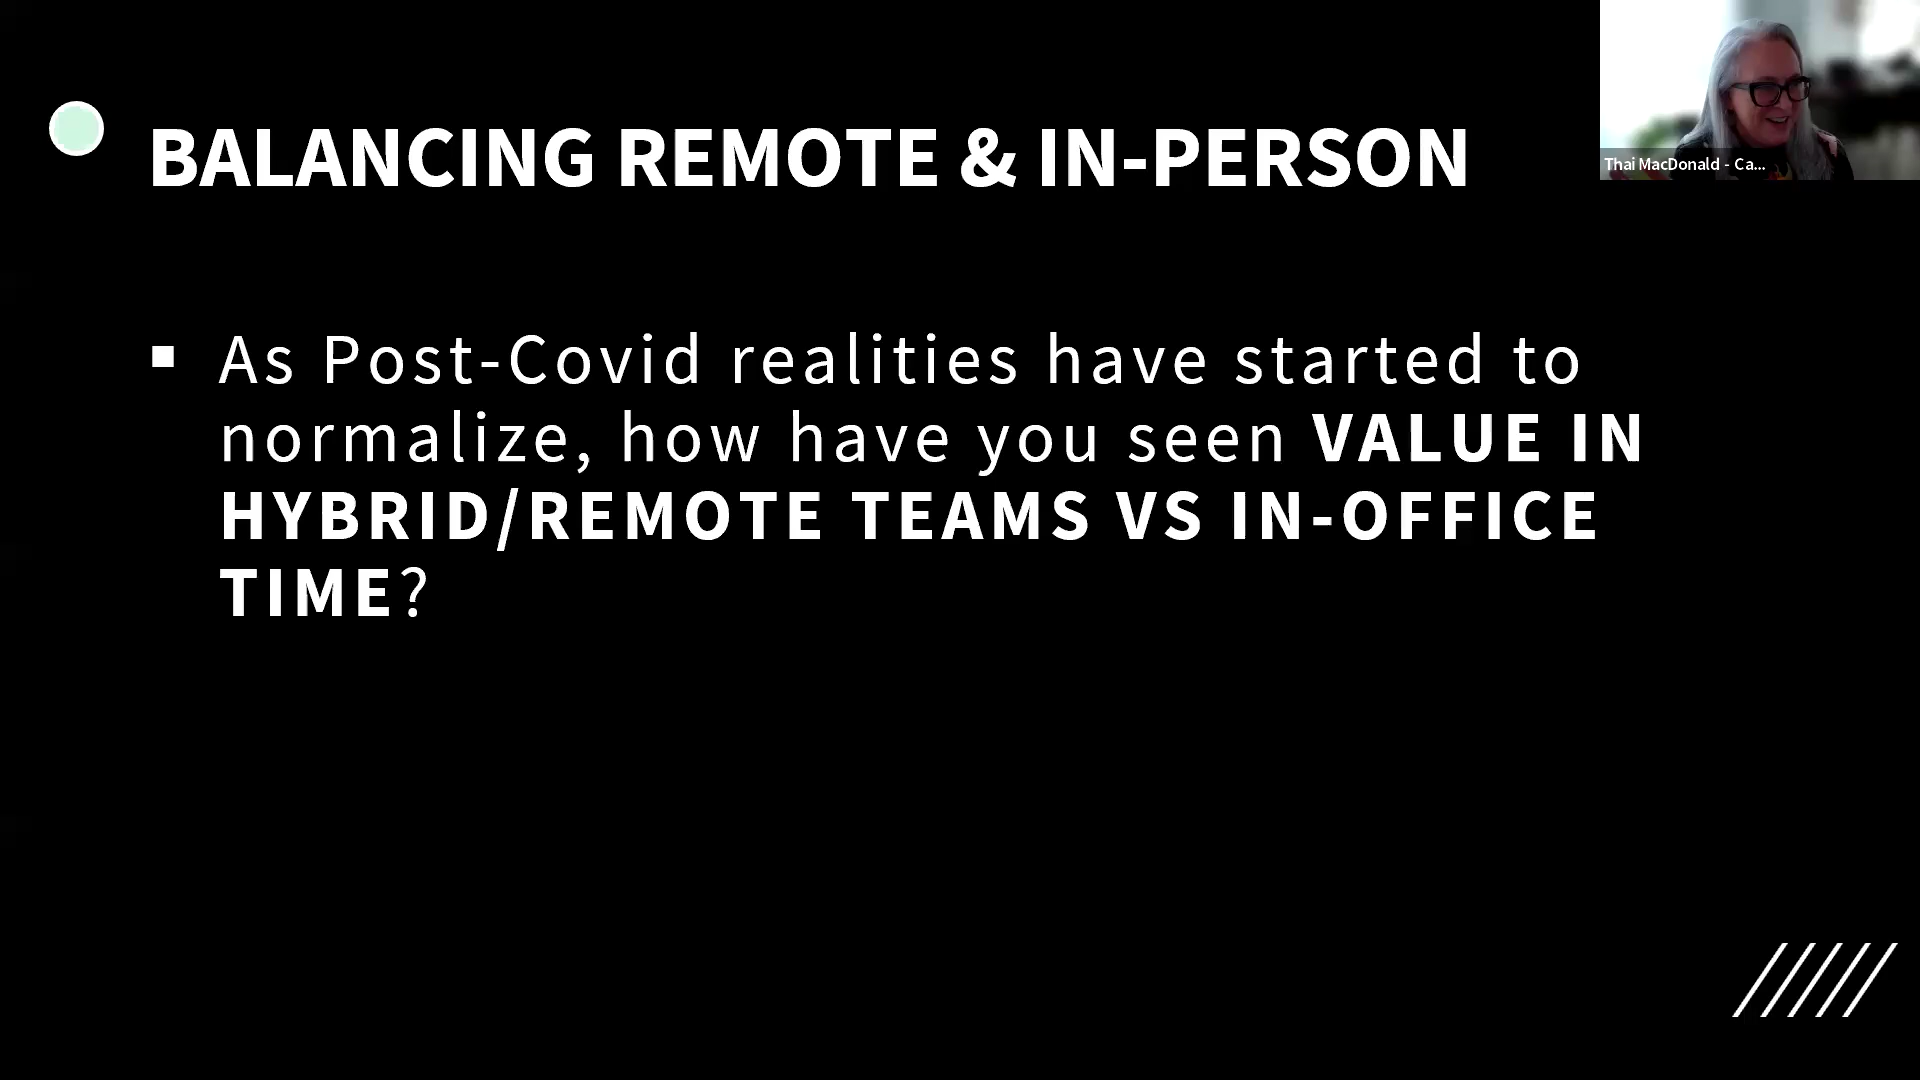 BALANCING REMOTE & IN-PERSON
Thai MacDonald - Ca...
As Post-Covid realities have started to
normalize, how have you seen VALUE IN
HYBRID/REMOTE TEAMS VS IN-OFFICE
TIME?